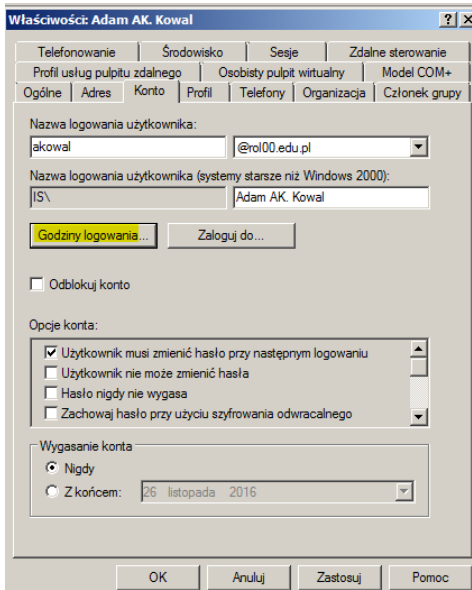 Właściwości: Adam AK. Kowal
Telefonowanie Środowisko Sesje Zdalne sterowanie
Profil usług pulpitu zdalnego Osobisty pulpit wirtualny Model COM+
Ogólne Adres Konto Profil Telefony Organizacja Członek grupy
Nazwa logowania użytkownika:
akowal @rol00.edu.pl
Nazwa logowania użytkownika (systemy starsze niż Windows 2000):
IS\ Adam AK. Kowal
Godziny logowania... Zaloguj do...
Odblokuj konto
Opcje konta:
Użytkownik musi zmienić hasło przy następnym logowaniu
Użytkownik nie może zmienić hasła
Hasło nigdy nie wygasa
Zachowaj hasło przy użyciu szyfrowania odwracalnego
Wygasanie konta
Nigdy
Z końcem: 26 listopada 2016
OK Anuluj Zastosuj Pomoc